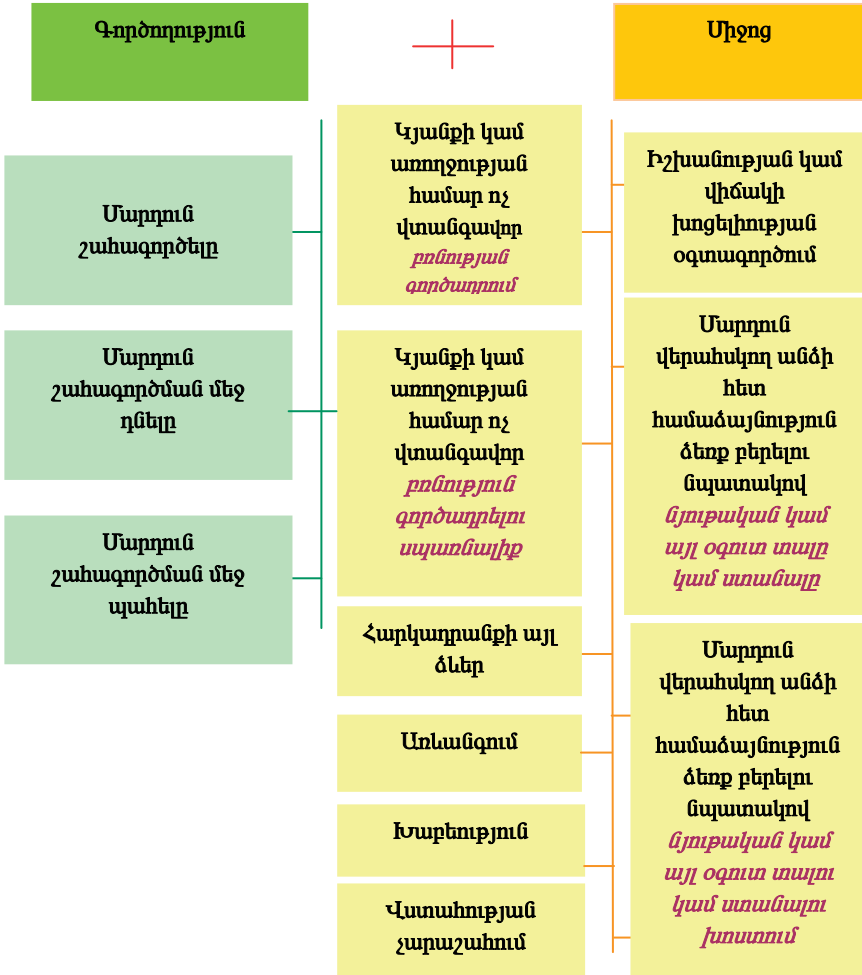 Գործողություն
Միջոց
Մարդուն
շահագործելը
Մարդուն
շահագործման մեջ
դնելը
Մարդուն
շահագործման մեջ
պահելը
Կյանքի կամ
առողջության
համար ոչ
վտանգավոր
բռնության
գործադրում
Կյանքի կամ
առողջության
համար ոչ
վտանգավոր
բռնություն
գործադրելու
սպառնալիք
Հարկադրանքի այլ
ձևեր
Առևանգում
Խաբեություն
Վստահության
չարաշահում
Իշխանության կամ
վիճակի
խոցելիության
օգտագործում
Մարդուն
վերահսկող անձի
հետ
համաձայնություն
ձեռք բերելու
նպատակով
նյութական կամ
այլ օգուտ տալը
կամ ստանալը
Մարդուն
վերահսկող անձի
հետ
համաձայնություն
ձեռք բերելու
նպատակով
նյութական կամ
այլ օգուտ տալու
կամ ստանալու
խոստում